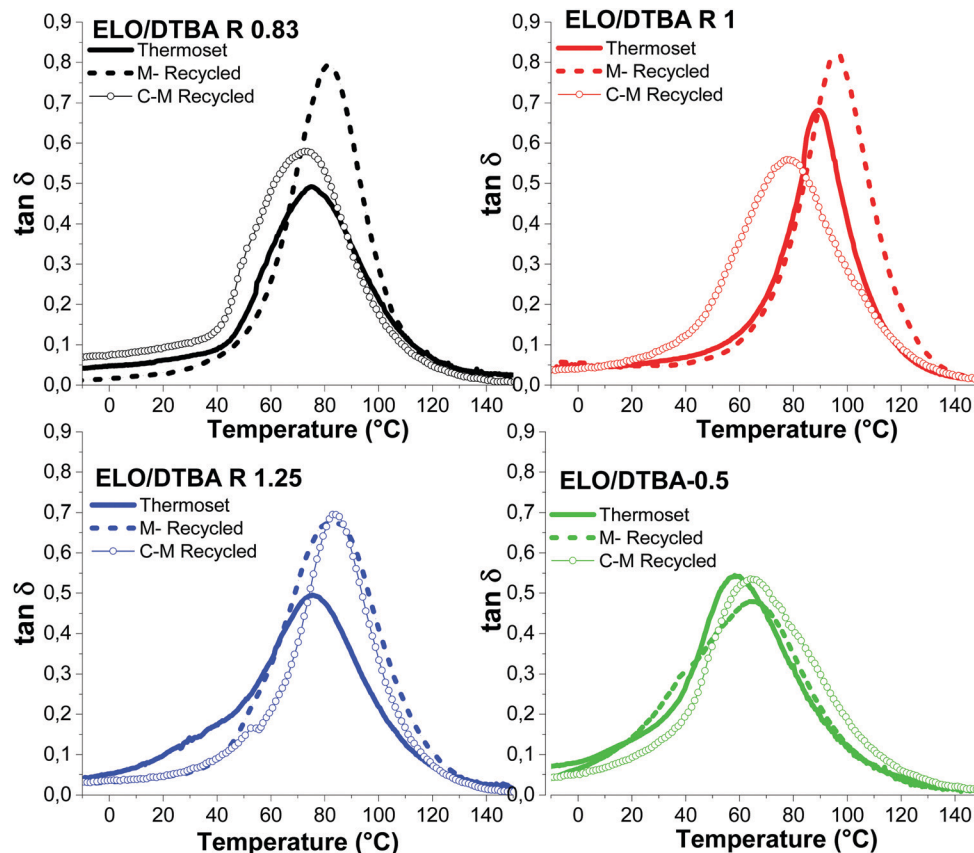 ELO/DTBA R 0.83
Thermoset
M- Recycled
C-M Recycled
0,9
0,8
0,7
0,6
0,5
0,4
0,3
0,2
0,1
0,0
tan δ
0 20 40 60 80 100 120 140
Temperature (°C)
ELO/DTBA R 1
Thermoset
M- Recycled
C-M Recycled
0,9
0,8
0,7
0,6
0,5
0,4
0,3
0,2
0,1
0,0
tan δ
0 20 40 60 80 100 120 140
Temperature (°C)
ELO/DTBA R 1.25
Thermoset
M- Recycled
C-M Recycled
0,9
0,8
0,7
0,6
0,5
0,4
0,3
0,2
0,1
0,0
tan δ
0 20 40 60 80 100 120 140
Temperature (°C)
ELO/DTBA-0.5
Thermoset
M- Recycled
C-M Recycled
0,9
0,8
0,7
0,6
0,5
0,4
0,3
0,2
0,1
0,0
tan δ
0 20 40 60 80 100 120 140
Temperature (°C)